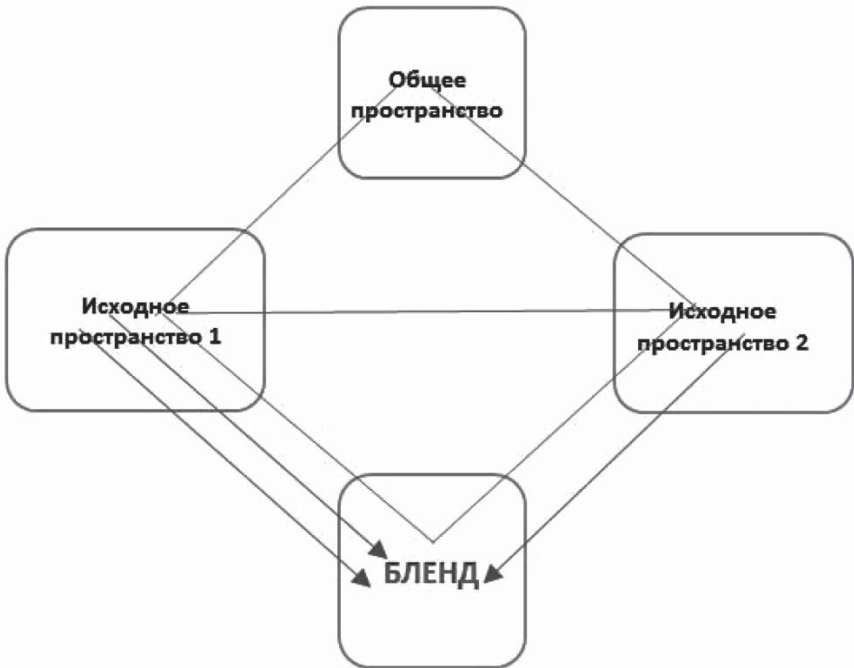 Общее
пространство
Исходное
пространство 1
Исходное
пространство 2
БЛЕНД